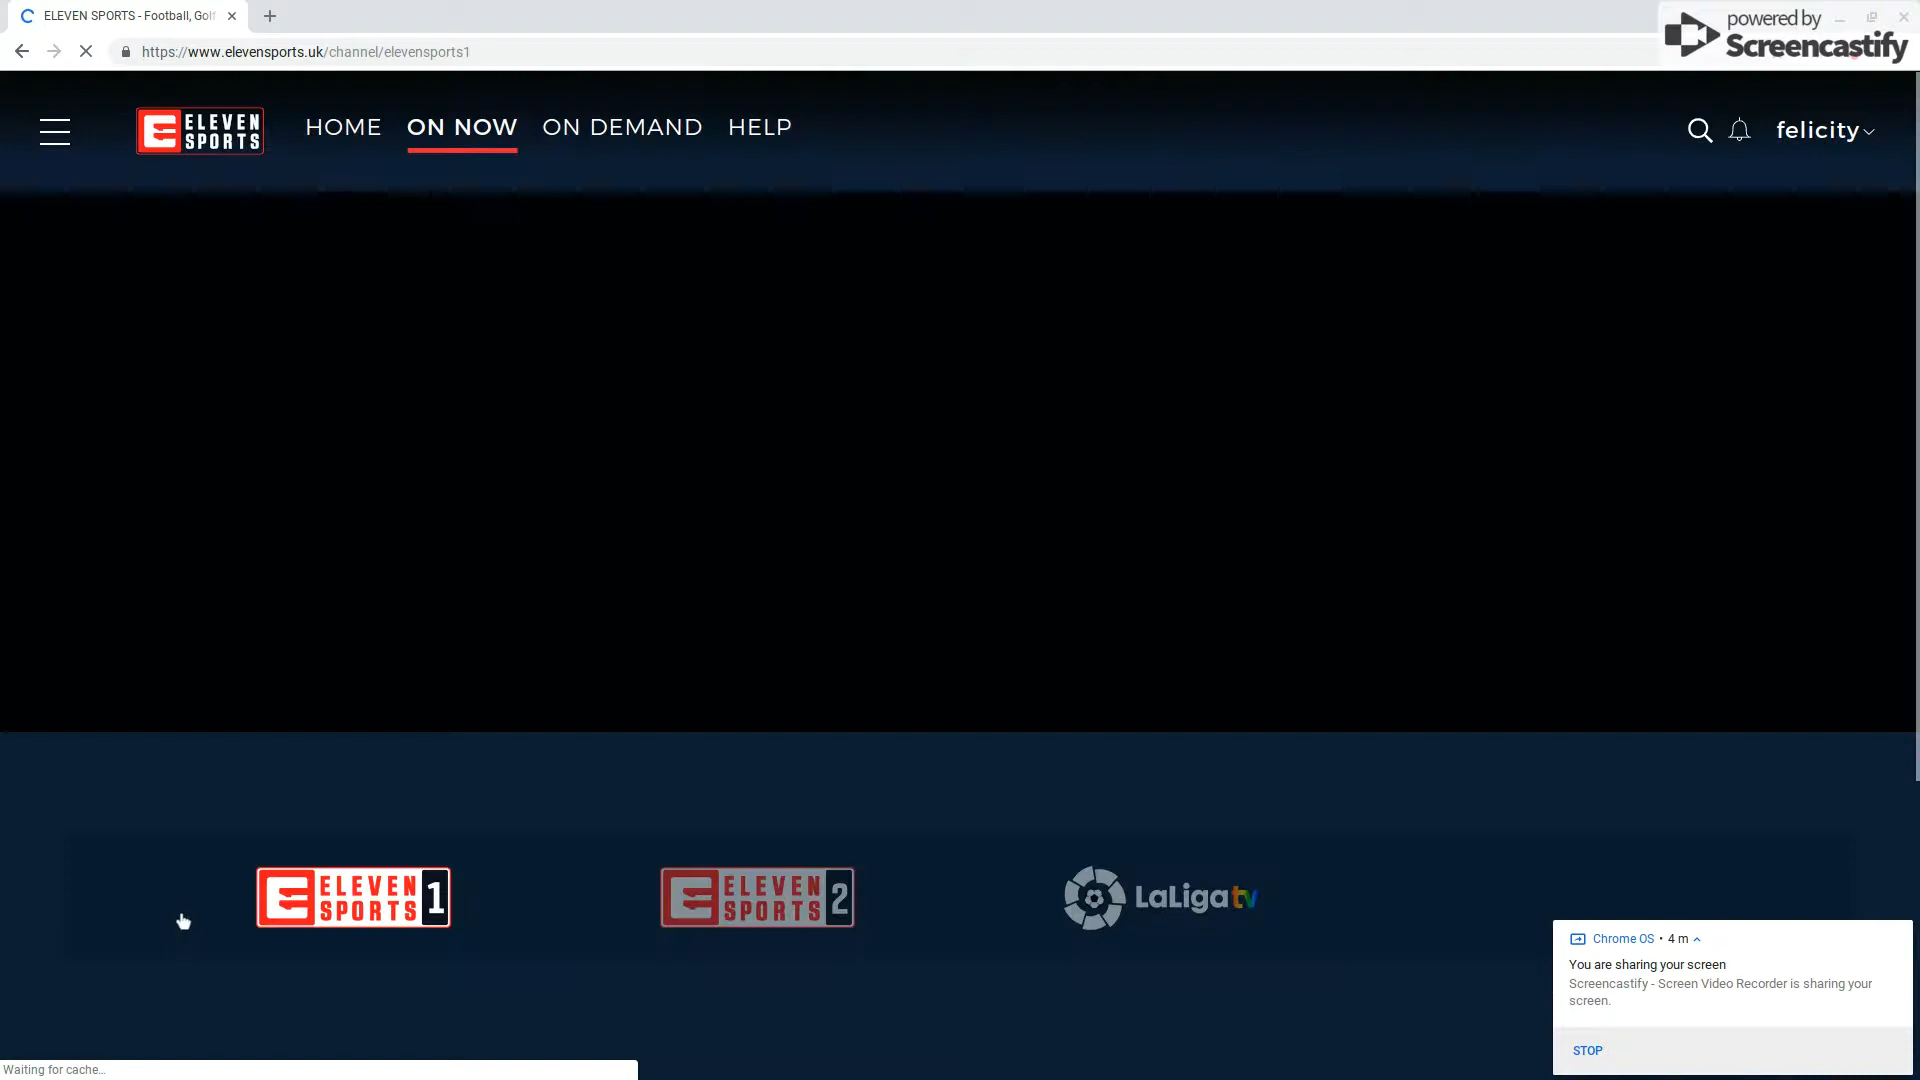 ELEVEN SPORTS - Football, Golf
https://www.elevensports.uk/channel/elevensports1
powered by
Screencastify
ELEVEN
SPORTS
HOME
ON NOW
ON DEMAND
HELP
felicity
ELEVEN
SPORTS 1
ELEVEN
SPORTS 2
LaLigatv
Chrome OS • 4 m
You are sharing your screen
Screencastify - Screen Video Recorder is sharing your
screen.
STOP
Waiting for cache...